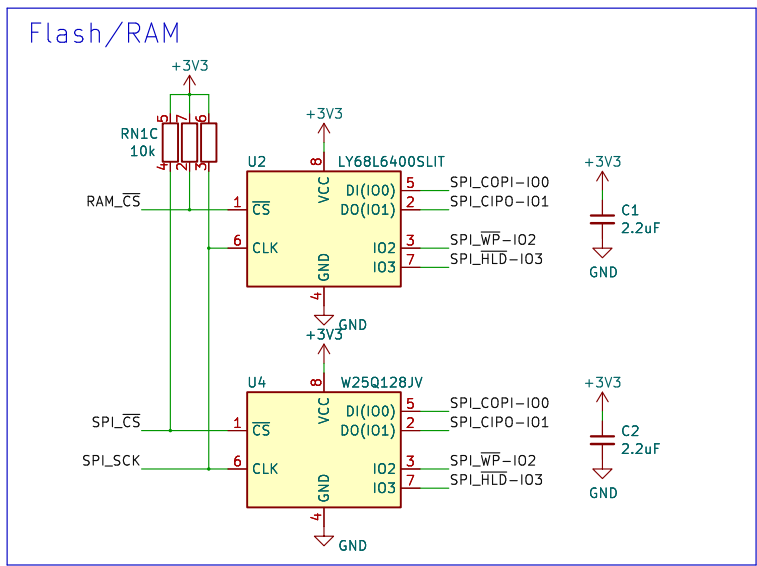 Flash/RAM
+3V3
5
7
6
RN1C
10k
4
2
3
RAM_CS
SPI_CS
SPI_SCK
+3V3
U2
LY68L6400SLIT
8
VCC
1
CS
6
CLK
DI(IO0)
5
SPI_COPI-IO0
DO(IO1)
2
SPI_CIPO-IO1
IO2
3
SPI_WP-IO2
IO3
7
SPI_HLD-IO3
GND
4
GND
+3V3
C1
2.2uF
GND
+3V3
U4
W25Q128JV
8
VCC
1
CS
6
CLK
DI(IO0)
5
SPI_COPI-IO0
DO(IO1)
2
SPI_CIPO-IO1
IO2
3
SPI_WP-IO2
IO3
7
SPI_HLD-IO3
GND
4
GND
+3V3
C2
2.2uF
GND